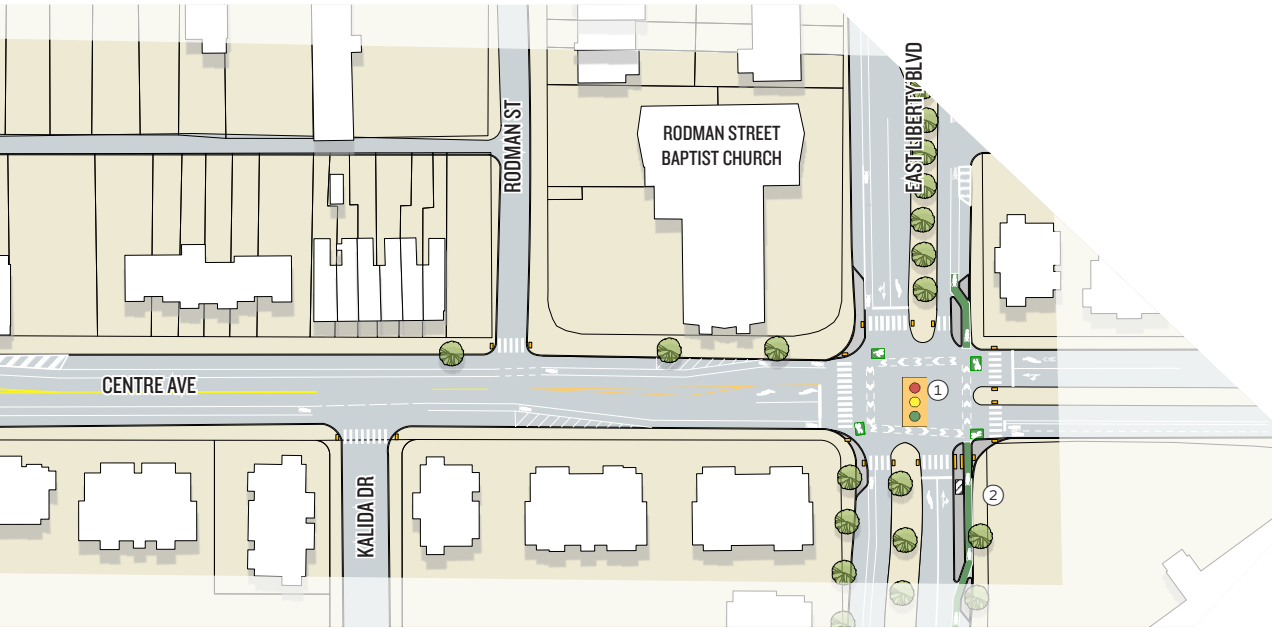 EAST LIBERTY BLVD
RODMAN ST
RODMAN STREET
BAPTIST CHURCH
CENTRE AVE
1
2
KALIDA DR